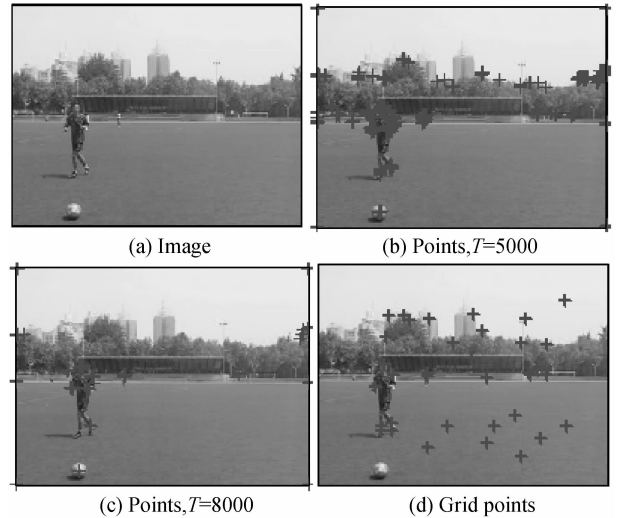 (a) Image
(b) Points,T=5000
(c) Points,T=8000
(d) Grid points